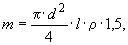 m = π·d²/4 · l · ρ · 1,5,